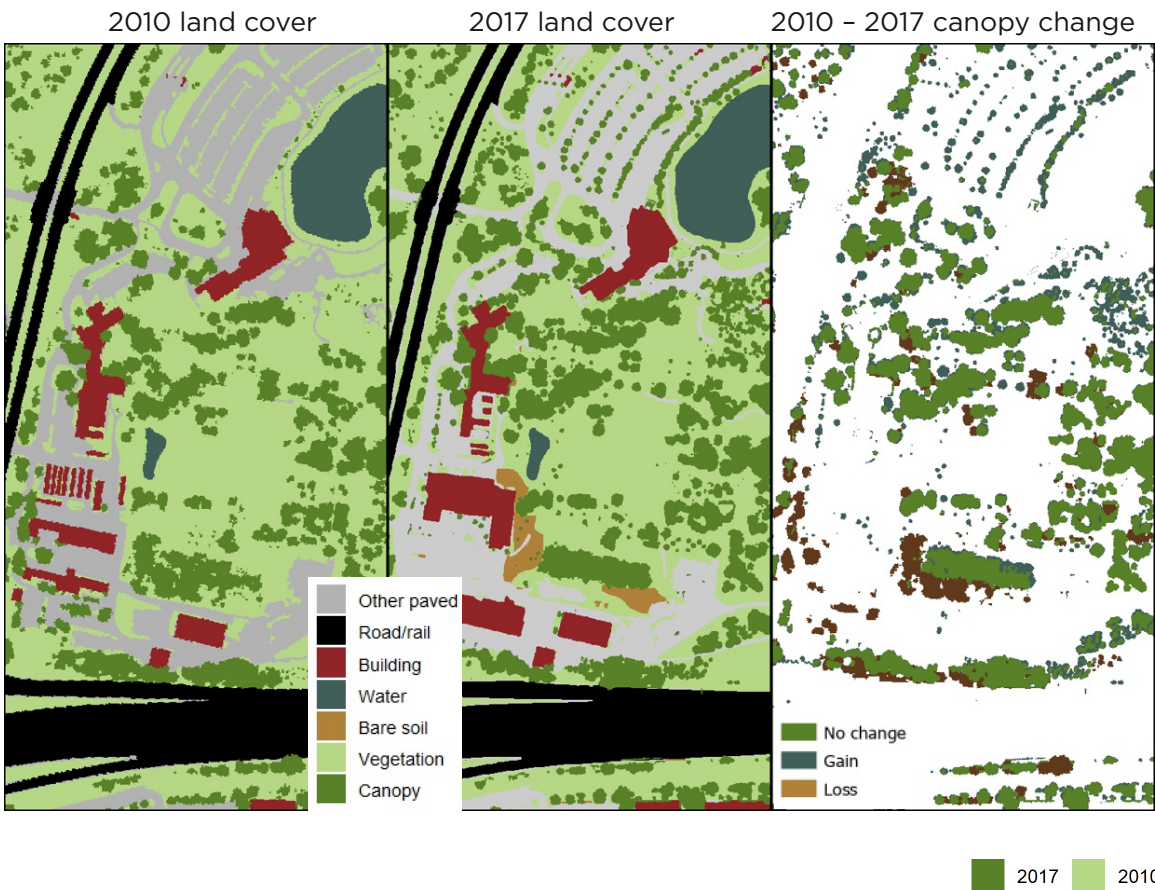 2010 land cover
2017 land cover
2010 – 2017 canopy change
Other paved
Road/rail
Building
Water
Bare soil
Vegetation
Canopy
No change
Gain
Loss
2017